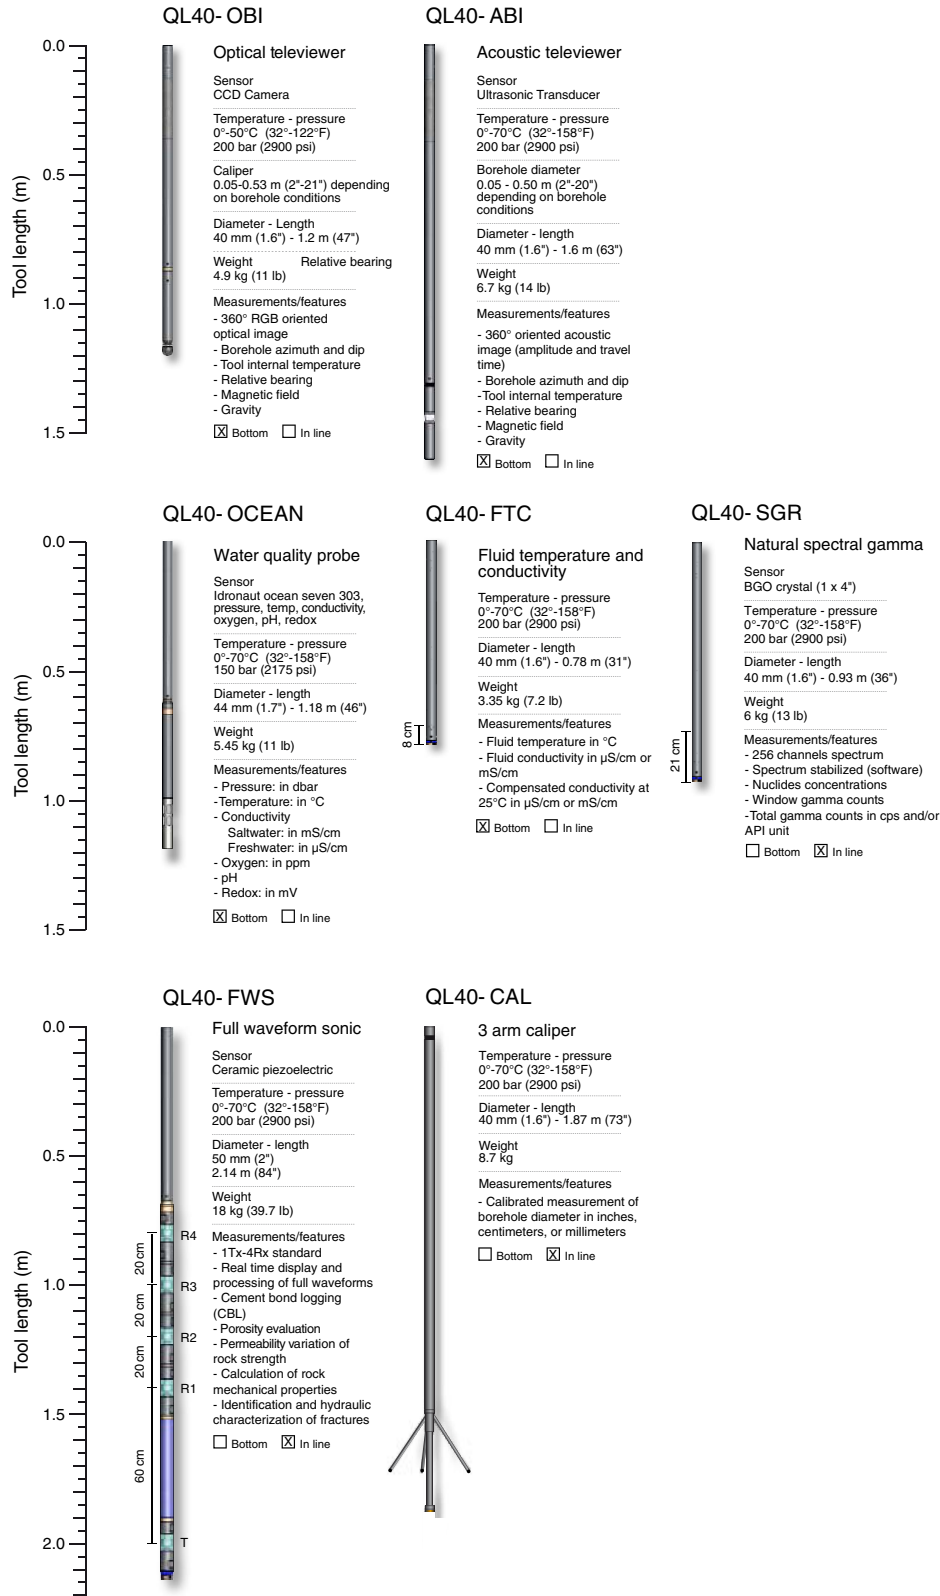 QL40- OBI
Optical televiewer
Sensor
CCD Camera
Temperature - pressure
0°-50°C (32°-122°F)
200 bar (2900 psi)
Caliper
0.05-0.53 m (2"-21") depending
on borehole conditions
Diameter - Length
40 mm (1.6") - 1.2 m (47")
Weight Relative bearing
4.9 kg (11 lb)
Measurements/features
- 360° RGB oriented
optical image
- Borehole azimuth and dip
- Tool internal temperature
- Relative bearing
- Magnetic field
- Gravity
X Bottom In line
QL40- ABI
Acoustic televiewer
Sensor
Ultrasonic Transducer
Temperature - pressure
0°-70°C (32°-158°F)
200 bar (2900 psi)
Borehole diameter
0.05 - 0.50 m (2"-20")
depending on borehole
conditions
Diameter - length
40 mm (1.6") - 1.6 m (63")
Weight
6.7 kg (14 lb)
Measurements/features
- 360° oriented acoustic
image (amplitude and travel
time)
- Borehole azimuth and dip
-Tool internal temperature
- Relative bearing
- Magnetic field
- Gravity
X Bottom In line
Tool length (m)
0.0
0.5
1.0
1.5
QL40- OCEAN
Water quality probe
Sensor
Idronaut ocean seven 303,
pressure, temp, conductivity,
oxygen, pH, redox
Temperature - pressure
0°-70°C (32°-158°F)
150 bar (2175 psi)
Diameter - length
44 mm (1.7") - 1.18 m (46")
Weight
5.45 kg (11 lb)
Measurements/features
- Pressure: in dbar
-Temperature: in °C
- Conductivity
Saltwater: in mS/cm
Freshwater: in µS/cm
- Oxygen: in ppm
- pH
- Redox: in mV
X Bottom In line
QL40- FTC
Fluid temperature and
conductivity
Temperature - pressure
0°-70°C (32°-158°F)
200 bar (2900 psi)
Diameter - length
40 mm (1.6") - 0.78 m (31")
Weight
3.35 kg (7.2 lb)
Measurements/features
- Fluid temperature in °C
- Fluid conductivity in µS/cm or
mS/cm
- Compensated conductivity at
25°C in µS/cm or mS/cm
X Bottom In line
8 cm
QL40- SGR
Natural spectral gamma
Sensor
BGO crystal (1 x 4")
Temperature - pressure
0°-70°C (32°-158°F)
200 bar (2900 psi)
Diameter - length
40 mm (1.6") - 0.93 m (36")
Weight
6 kg (13 lb)
Measurements/features
- 256 channels spectrum
- Spectrum stabilized (software)
- Nuclides concentrations
- Window gamma counts
-Total gamma counts in cps and/or
API unit
Bottom X In line
21 cm
Tool length (m)
0.0
0.5
1.0
1.5
QL40- FWS
Full waveform sonic
Sensor
Ceramic piezoelectric
Temperature - pressure
0°-70°C (32°-158°F)
200 bar (2900 psi)
Diameter - length
50 mm (2")
2.14 m (84")
Weight
18 kg (39.7 lb)
Measurements/features
- 1Tx-4Rx standard
- Real time display and
processing of full waveforms
- Cement bond logging
(CBL)
- Porosity evaluation
- Permeability variation of
rock strength
- Calculation of rock
mechanical properties
- Identification and hydraulic
characterization of fractures
Bottom X In line
R4
R3
R2
R1
T
20 cm
20 cm
20 cm
60 cm
QL40- CAL
3 arm caliper
Temperature - pressure
0°-70°C (32°-158°F)
200 bar (2900 psi)
Diameter - length
40 mm (1.6") - 1.87 m (73")
Weight
8.7 kg
Measurements/features
- Calibrated measurement of
borehole diameter in inches,
centimeters, or millimeters
Bottom X In line
Tool length (m)
0.0
0.5
1.0
1.5
2.0